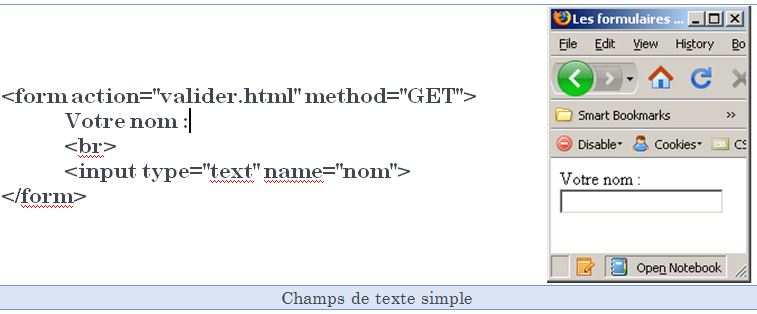 <form action="valider.html" method="GET">
Votre nom :
<br>
<input type="text" name="nom">
</form>
Les formulaires ...
File Edit View History Bo
Smart Bookmarks »
Disable Cookies CS
Votre nom :
Open Notebook
Champs de texte simple